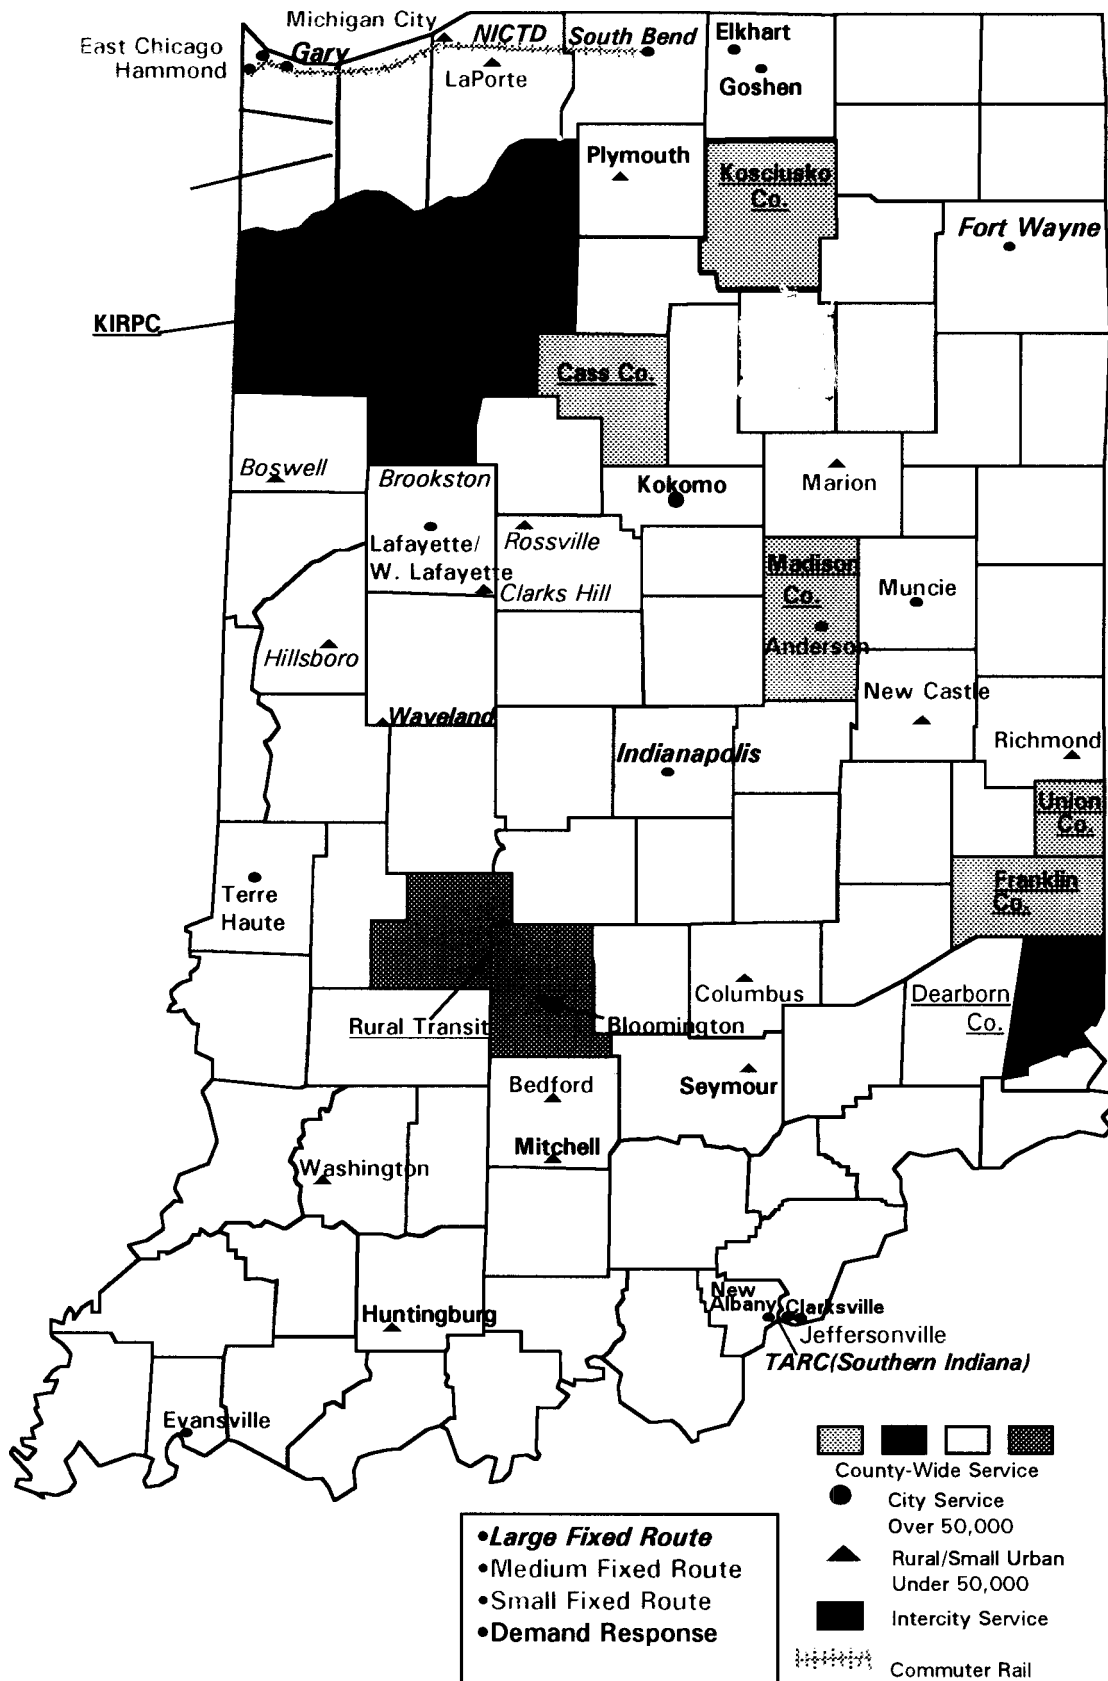 Michigan City
NICTD
South Bend
Elkhart
East Chicago
Gary
Hammond
LaPorte
Goshen
Plymouth
Kosciusko
Co.
Fort Wayne
KIRPC
Cass Co.
Boswell
Brookston
Kokomo
Marion
Lafayette/
W. Lafayette
Rossville
Clarks Hill
Madison
Co.
Anderson
Muncie
Hillsboro
New Castle
Waveland
Indianapolis
Richmond
Union
Co.
Franklin
Co.
Terre
Haute
Columbus
Dearborn
Co.
Rural Transit
Bloomington
Bedford
Seymour
Mitchell
Washington
New
Albany
Clarksville
Huntingburg
Jeffersonville
TARC(Southern Indiana)
Evansville
County-Wide Service
City Service
Over 50,000
Rural/Small Urban
Under 50,000
Intercity Service
Commuter Rail
•Large Fixed Route
•Medium Fixed Route
•Small Fixed Route
•Demand Response